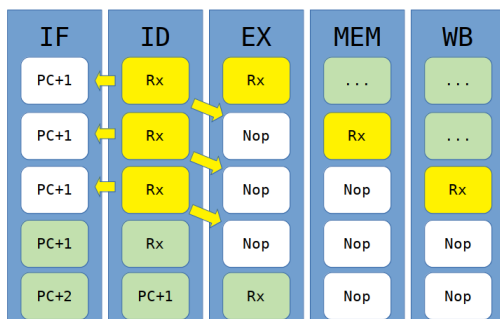 IF ID EX MEM WB
PC+1 Rx Rx ... ...
PC+1 Rx Nop Rx ...
PC+1 Rx Nop Nop Rx
PC+1 Rx Nop Nop Nop
PC+2 PC+1 Rx Nop Nop